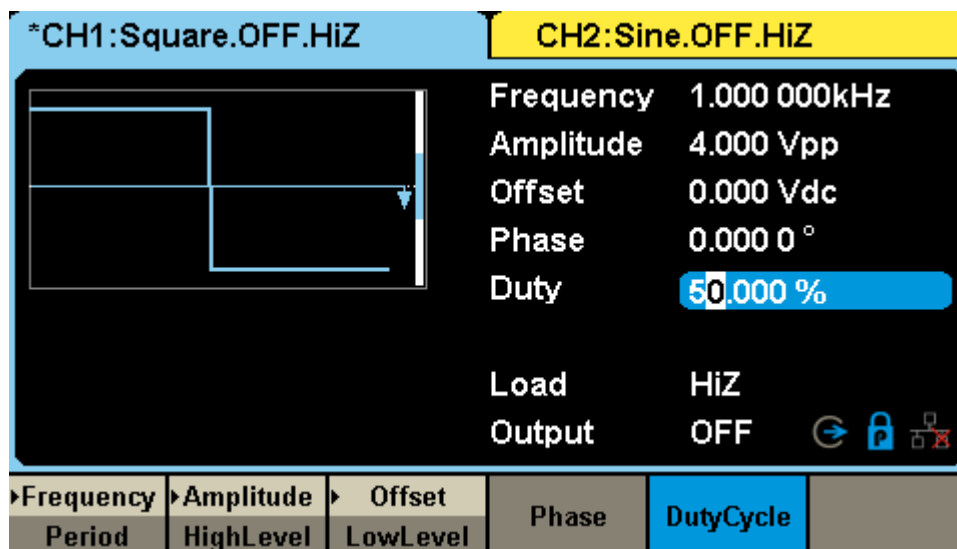 *CH1:Square.OFF.HiZ CH2:Sine.OFF.HiZ
Frequency 1.000 000kHz
Amplitude 4.000 Vpp
Offset 0.000 Vdc
Phase 0.000 0 °
Duty 50.000 %
Load HiZ
Output OFF P
Frequency Amplitude Offset Phase DutyCycle
Period HighLevel LowLevel